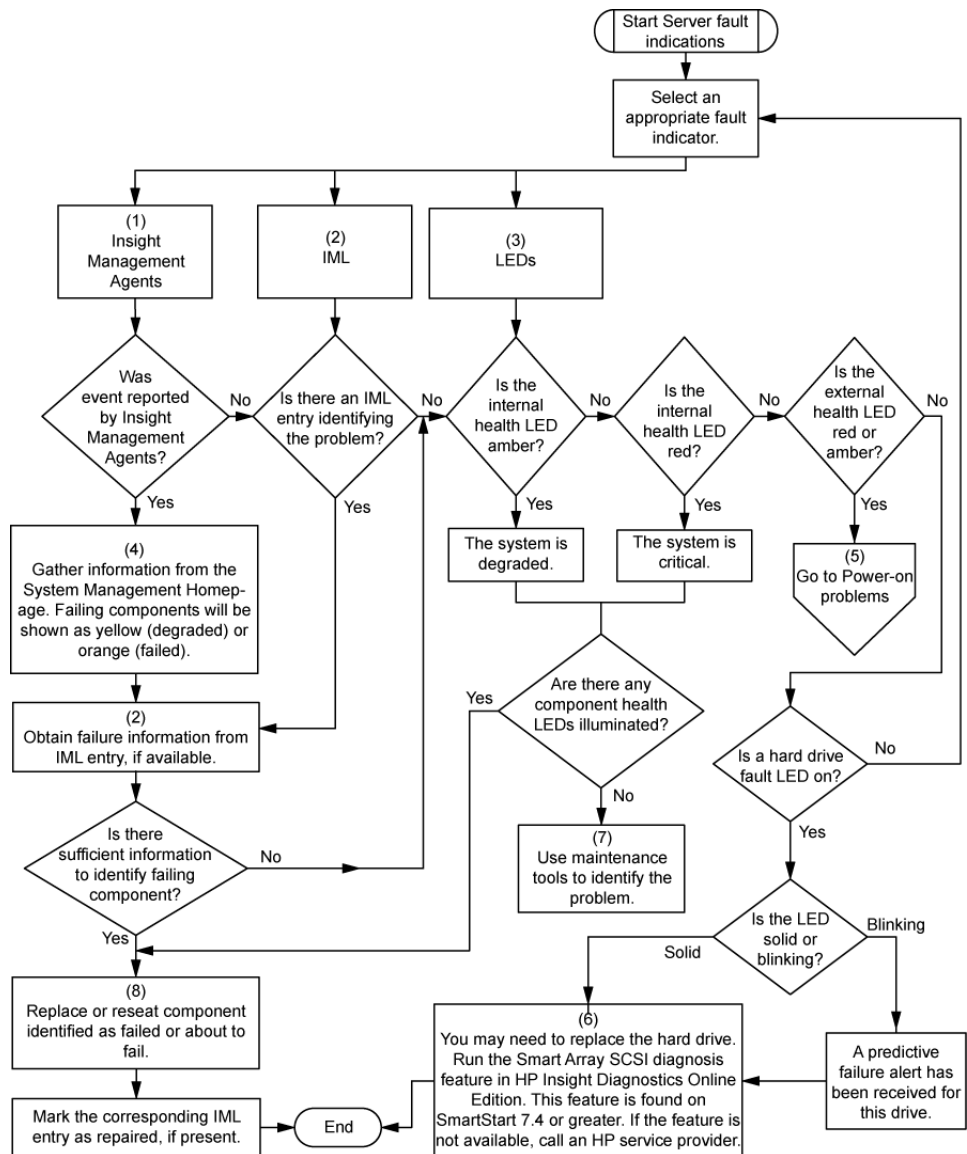 Start Server fault
indications
Select an
appropriate fault
indicator.
(1)
Insight
Management
Agents
(2)
IML
(3)
LEDs
Was
event reported
by Insight
Management
Agents?
No
Is there an IML
entry identifying
the problem?
No
Is the
internal
health LED
amber?
No
Is the
internal
health LED
red?
No
Is the
external
health LED
red or
amber?
No
Yes
Yes
Yes
Yes
Yes
(4)
Gather information from the
System Management Homep-
age. Failing components will be
shown as yellow (degraded) or
orange (failed).
The system is
degraded.
The system is
critical.
(5)
Go to Power-on
problems
(2)
Obtain failure information from
IML entry, if available.
Yes
Are there any
component health
LEDs illuminated?
No
Is a hard drive
fault LED on?
No
Yes
Is there
sufficient information
to identify failing
component?
No
Yes
(7)
Use maintenance
tools to identify the
problem.
Is the LED
solid or
blinking?
Solid
Blinking
(8)
Replace or reseat component
identified as failed or about to
fail.
(6)
You may need to replace the hard drive.
Run the Smart Array SCSI diagnosis
feature in HP Insight Diagnostics Online
Edition. This feature is found on
SmartStart 7.4 or greater. If the feature is
not available, call an HP service provider.
A predictive
failure alert has
been received for
this drive.
Mark the corresponding IML
entry as repaired, if present.
End